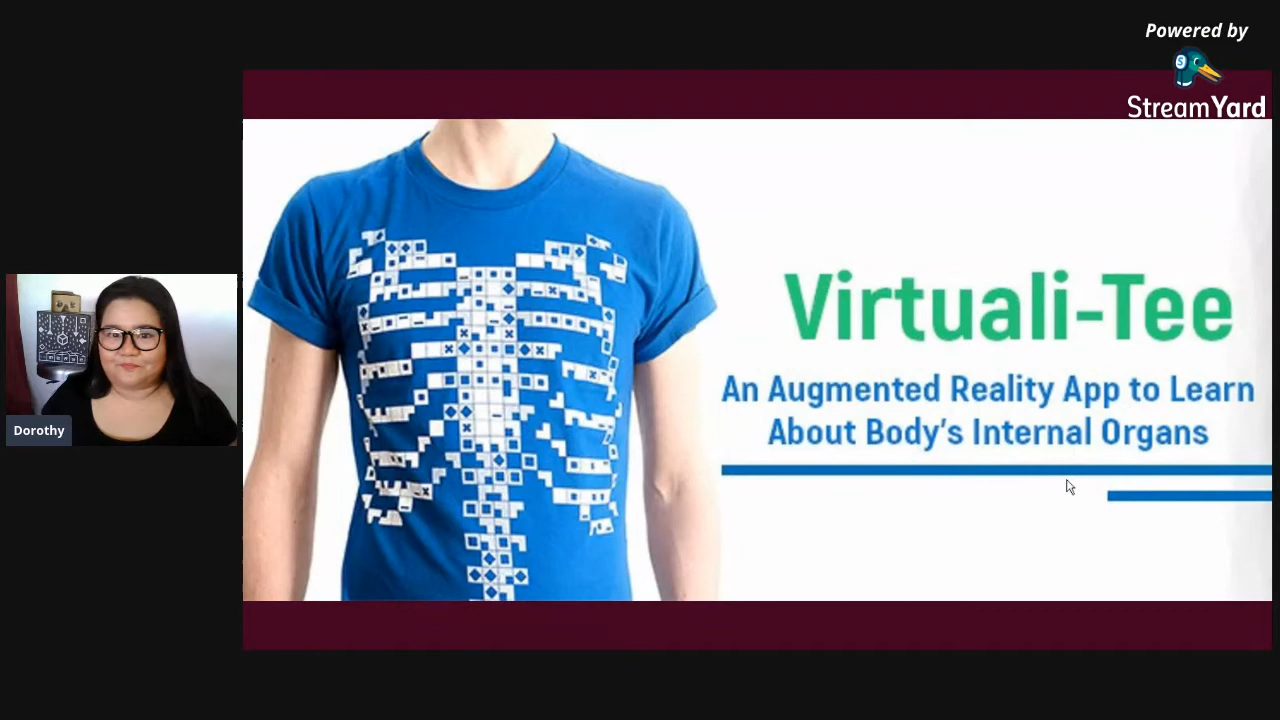 Powered by
StreamYard
Virtuali-Tee
An Augmented Reality App to Learn
About Body's Internal Organs
Dorothy